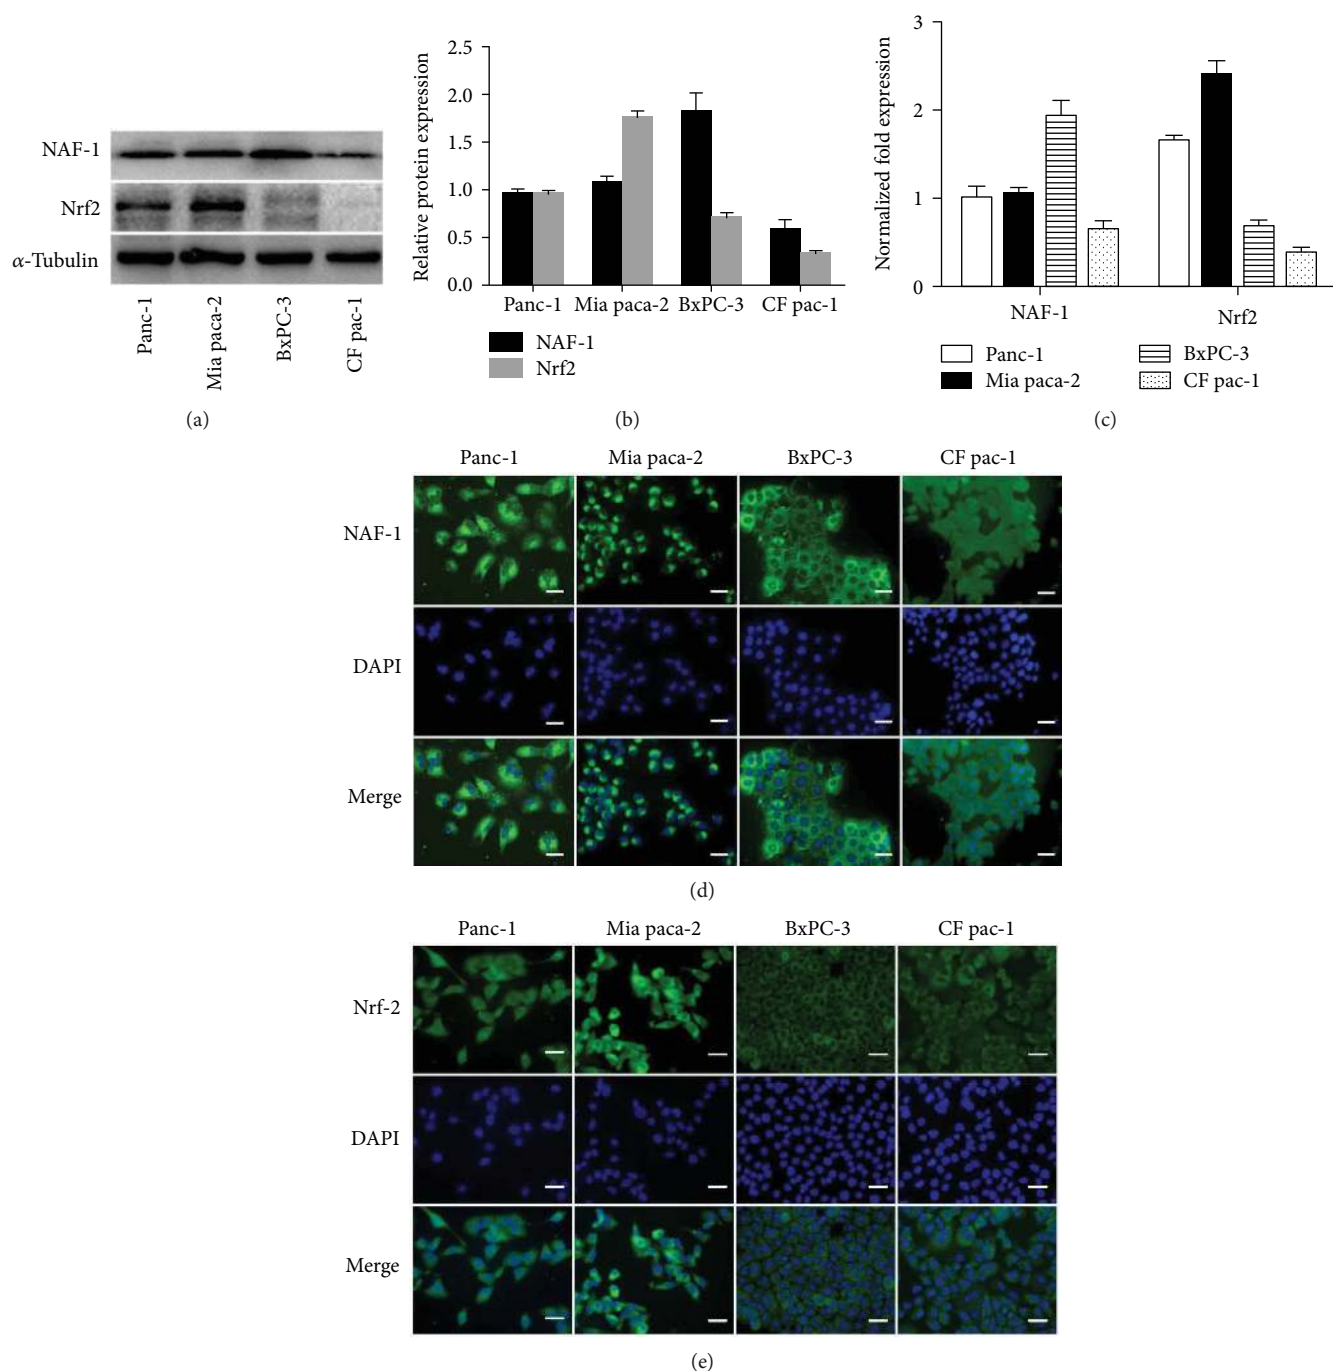 NAF-1
Nrf2
α-Tubulin
Panc-1
Mia paca-2
BxPC-3
CF pac-1
(a)
Relative protein expression
2.5
2.0
1.5
1.0
0.5
0.0
Panc-1 Mia paca-2 BxPC-3 CF pac-1
NAF-1
Nrf2
(b)
Normalized fold expression
3
2
1
0
NAF-1 Nrf2
Panc-1 BxPC-3
Mia paca-2 CF pac-1
(c)
Panc-1 Mia paca-2 BxPC-3 CF pac-1
NAF-1
DAPI
Merge
(d)
Panc-1 Mia paca-2 BxPC-3 CF pac-1
Nrf-2
DAPI
Merge
(e)